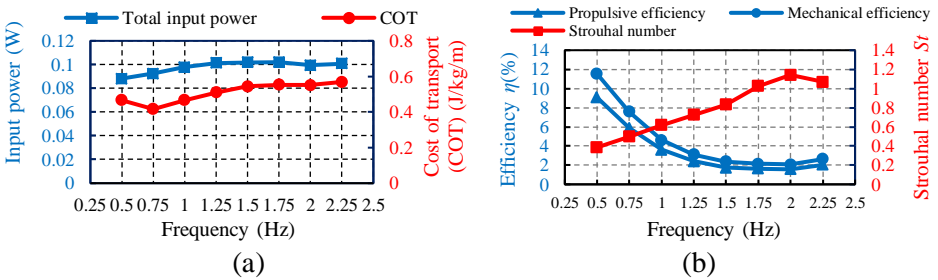 Total input power COT
Input power (W)
0.12
0.1
0.08
0.06
0.04
0.02
0
0.8
0.6
0.4
0.2
0
Cost of transport
(COT) (J/kg/m)
0.25 0.5 0.75 1 1.25 1.5 1.75 2 2.25 2.5
Frequency (Hz)
(a)
Propulsive efficiency Mechanical efficiency
Strouhal number
Efficiency η(%)
14
12
10
8
6
4
2
0
1.4
1.2
1
0.8
0.6
0.4
0.2
0
Strouhal number St
0.25 0.5 0.75 1 1.25 1.5 1.75 2 2.25 2.5
Frequency (Hz)
(b)